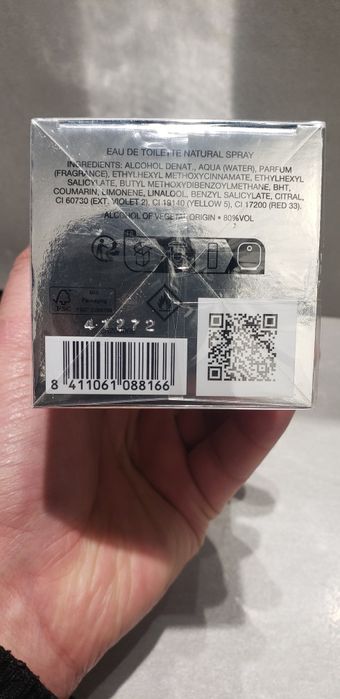 EAU DE TOILETTE NATURAL SPRAY
INGREDIENTS: ALCOHOL DENAT., AQUA (WATER), PARFUM
(FRAGRANCE), ETHYLHEXYL METHOXYCINNAMATE, ETHYLHEXYL
SALICYLATE, BUTYL METHOXYDIBENZOYLMETHANE, BHT,
COUMARIN, LIMONENE, LINALOOL, BENZYL SALICYLATE, CITRAL,
CI 60730 (EXT. VIOLET 2), CI 19140 (YELLOW 5), CI 17200 (RED 33).
ALCOHOL OF VEGETAL ORIGIN • 80%VOL
FSC
Packaging
41272
8 411061 088166